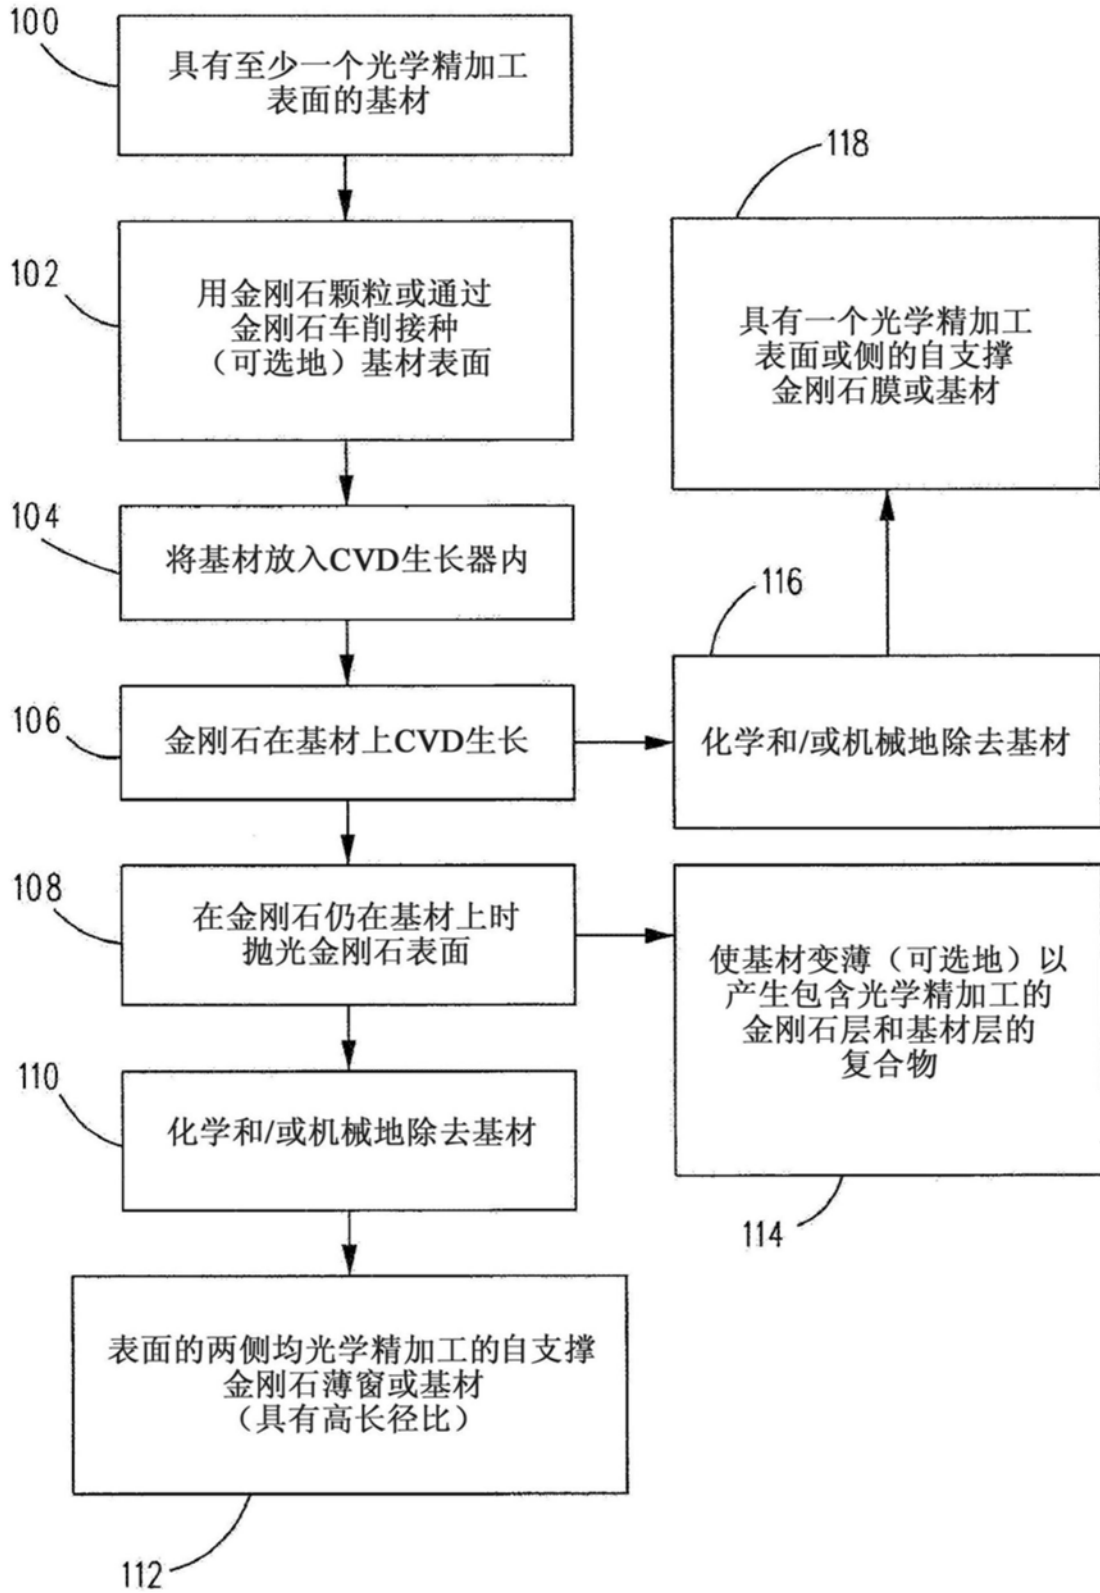 100
具有至少一个光学精加工
表面的基材
118
102
用金刚石颗粒或通过
金刚石车削接种
（可选地）基材表面
具有一个光学精加工
表面或侧的自支撑
金刚石膜或基材
104
将基材放入CVD生长器内
116
106
金刚石在基材上CVD生长
化学和/或机械地除去基材
108
在金刚石仍在基材上时
抛光金刚石表面
使基材变薄（可选地）以
产生包含光学精加工的
金刚石层和基材层的
复合物
110
化学和/或机械地除去基材
114
表面的两侧均光学精加工的自支撑
金刚石薄窗或基材
（具有高长径比）
112